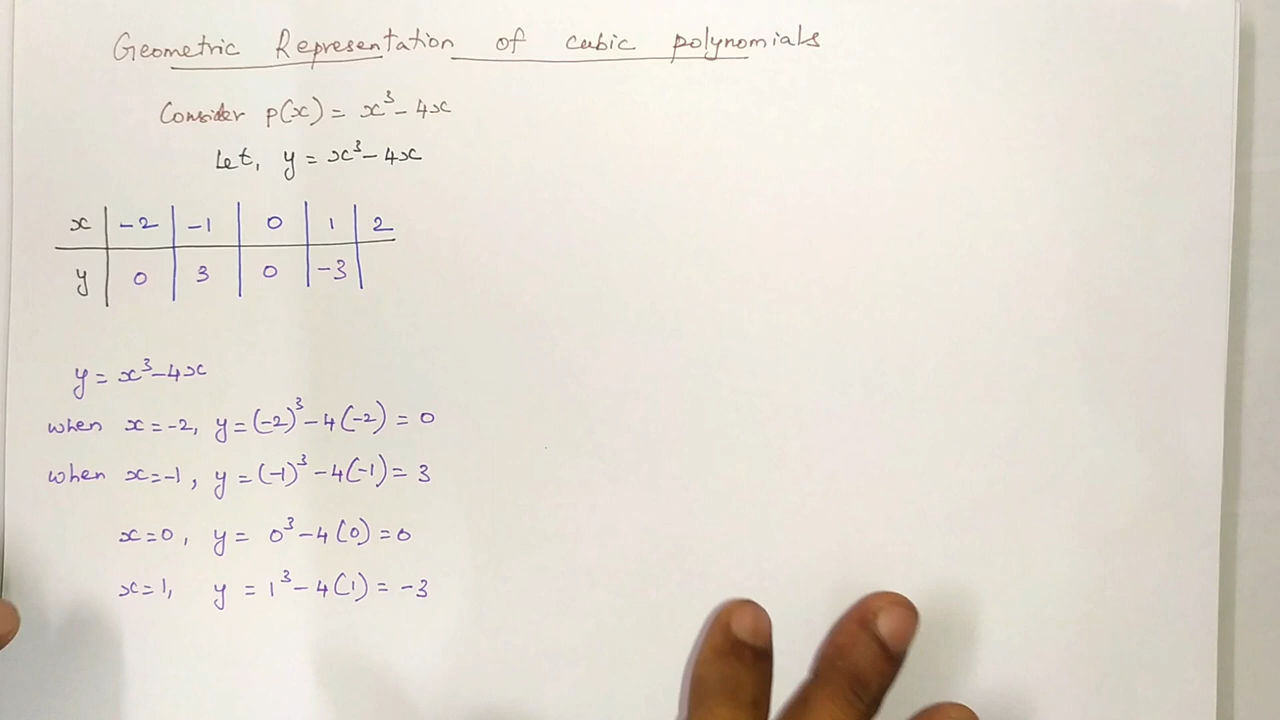 Geometric Representation of cubic polynomials
Consider p(x) = x³ - 4x
Let, y = x³ - 4x
x | -2 | -1 | 0 | 1 | 2
y | 0 | 3 | 0 | -3 |
y = x³ - 4x
when x = -2, y = (-2)³ - 4(-2) = 0
when x = -1, y = (-1)³ - 4(-1) = 3
x = 0, y = 0³ - 4(0) = 0
x = 1, y = 1³ - 4(1) = -3